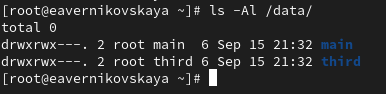 [root@eavernikovskaya ~]# ls -Al /data/
total 0
drwxrwx---. 2 root main  6 Sep 15 21:32 main
drwxrwx---. 2 root third 6 Sep 15 21:32 third
[root@eavernikovskaya ~]#